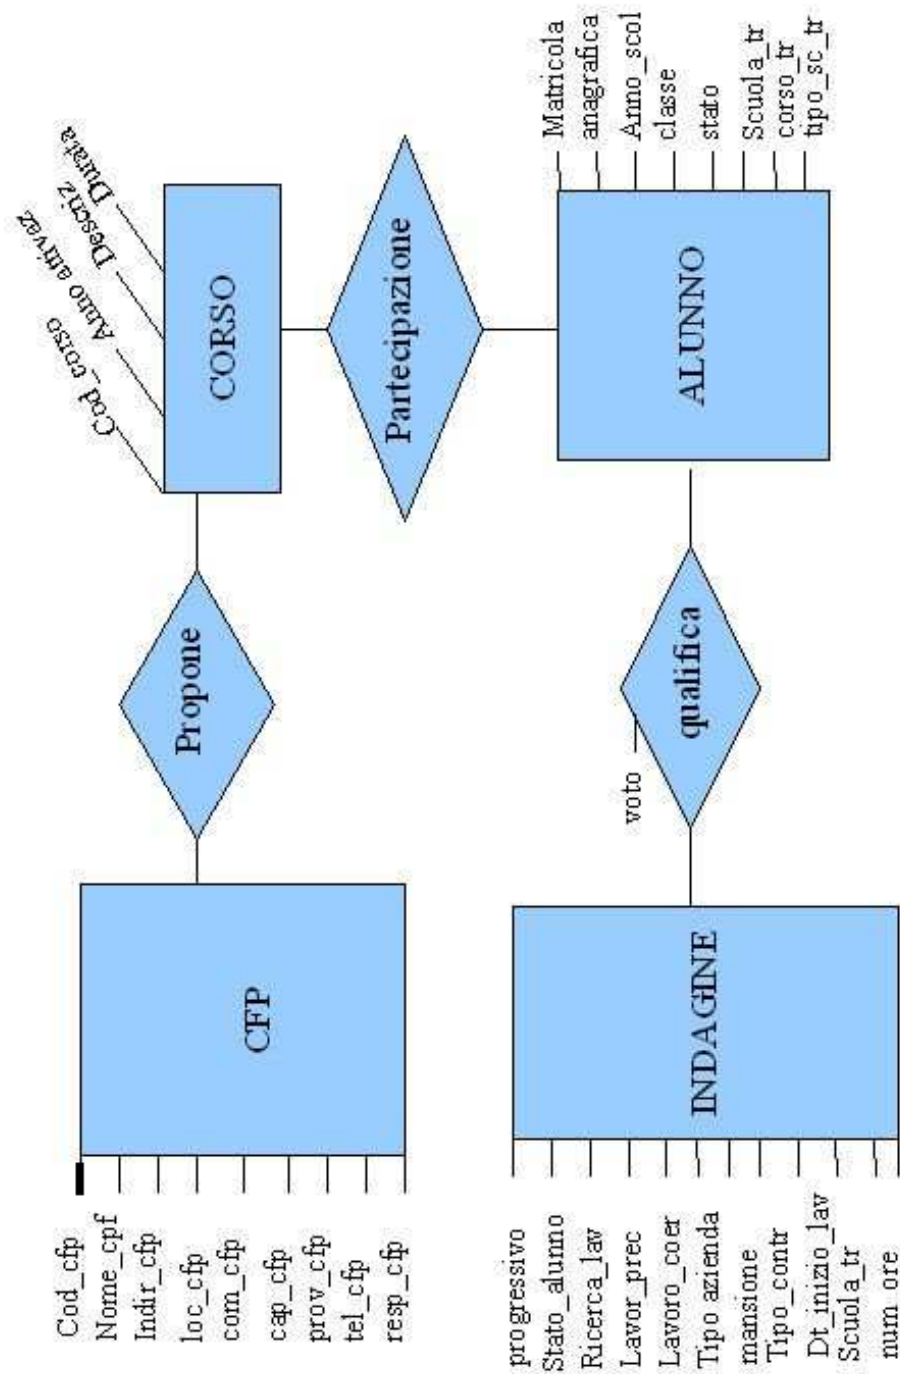 Cod_cfp
Nome_cpf
Indir_cfp
loc_cfp
com_cfp
cap_cfp
prov_cfp
tel_cfp
resp_cfp
CFP
Propone
Cod_corso
Anno attivaz
Descriz
Durata
CORSO
Partecipazione
progressivo
Stato_alunno
Ricerca_lav
Lavor_prec
Lavoro_coer
Tipo azienda
mansione
Tipo_contr
Dt_inizio_lav
Scuola_tr
num_ore
INDAGINE
voto
qualifica
ALUNNO
Matricola
anagrafica
Anno_scol
classe
stato
Scuola_tr
corso_tr
tipo_sc_tr